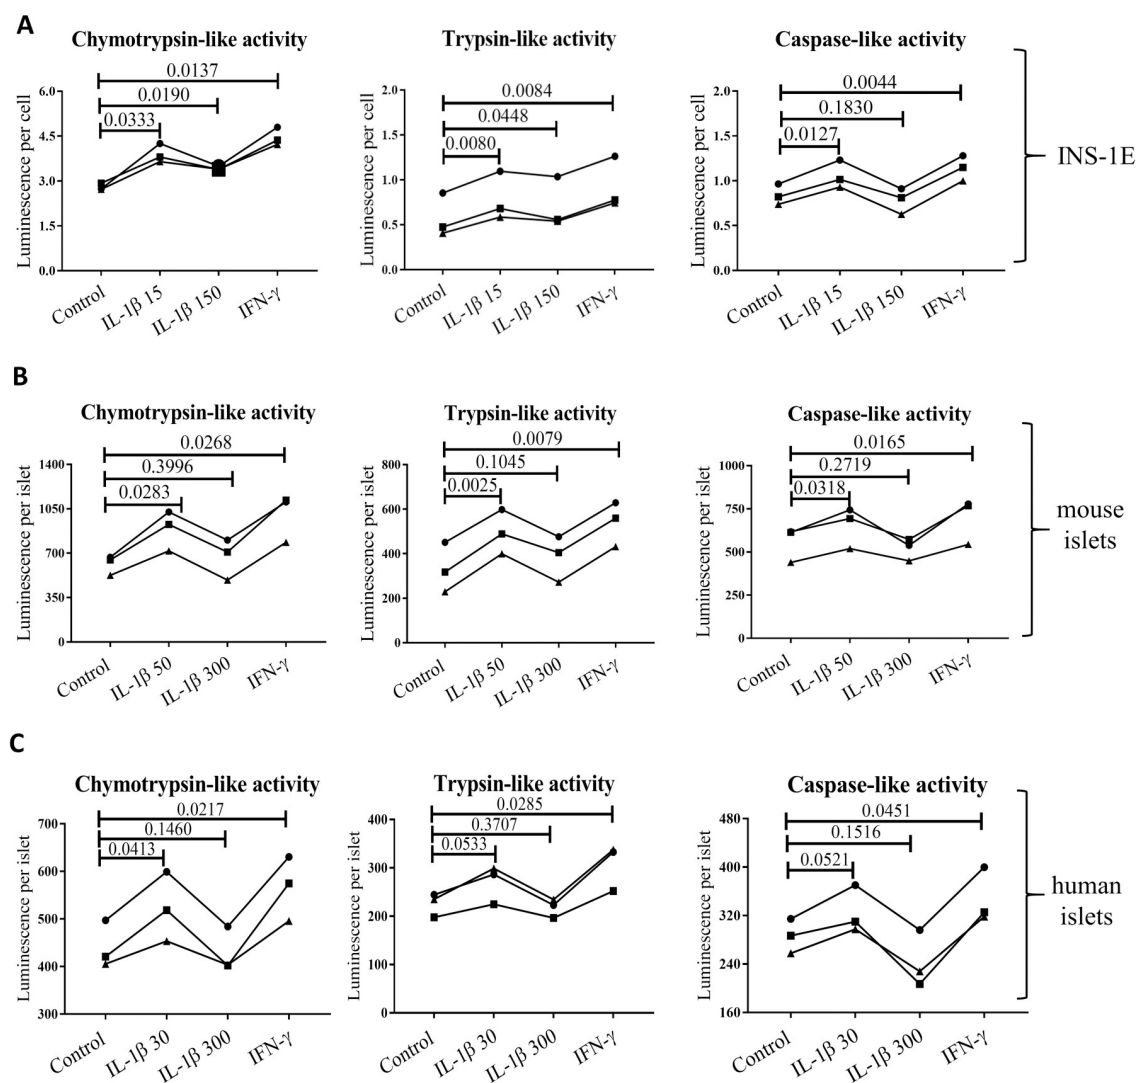 A
Chymotrypsin-like activity
0.0137
0.0190
0.0333
Luminescence per cell
6.0
4.5
3.0
1.5
0.0
Control
IL-1β 15
IL-1β 150
IFN-γ
Trypsin-like activity
0.0084
0.0448
0.0080
Luminescence per cell
2.0
1.5
1.0
0.5
0.0
Control
IL-1β 15
IL-1β 150
IFN-γ
Caspase-like activity
0.0044
0.1830
0.0127
Luminescence per cell
2.0
1.5
1.0
0.5
0.0
Control
IL-1β 15
IL-1β 150
IFN-γ
INS-1E
B
Chymotrypsin-like activity
0.0268
0.3996
0.0283
Luminescence per islet
1400
1050
700
350
0
Control
IL-1β 50
IL-1β 300
IFN-γ
Trypsin-like activity
0.0079
0.1045
0.0025
Luminescence per islet
800
600
400
200
0
Control
IL-1β 50
IL-1β 300
IFN-γ
Caspase-like activity
0.0165
0.2719
0.0318
Luminescence per islet
1000
750
500
250
0
Control
IL-1β 50
IL-1β 300
IFN-γ
mouse
islets
C
Chymotrypsin-like activity
0.0217
0.1460
0.0413
Luminescence per islet
700
600
500
400
300
Control
IL-1β 30
IL-1β 300
IFN-γ
Trypsin-like activity
0.0285
0.3707
0.0533
Luminescence per islet
400
300
200
100
0
Control
IL-1β 30
IL-1β 300
IFN-γ
Caspase-like activity
0.0451
0.1516
0.0521
Luminescence per islet
480
400
320
240
160
Control
IL-1β 30
IL-1β 300
IFN-γ
human
islets